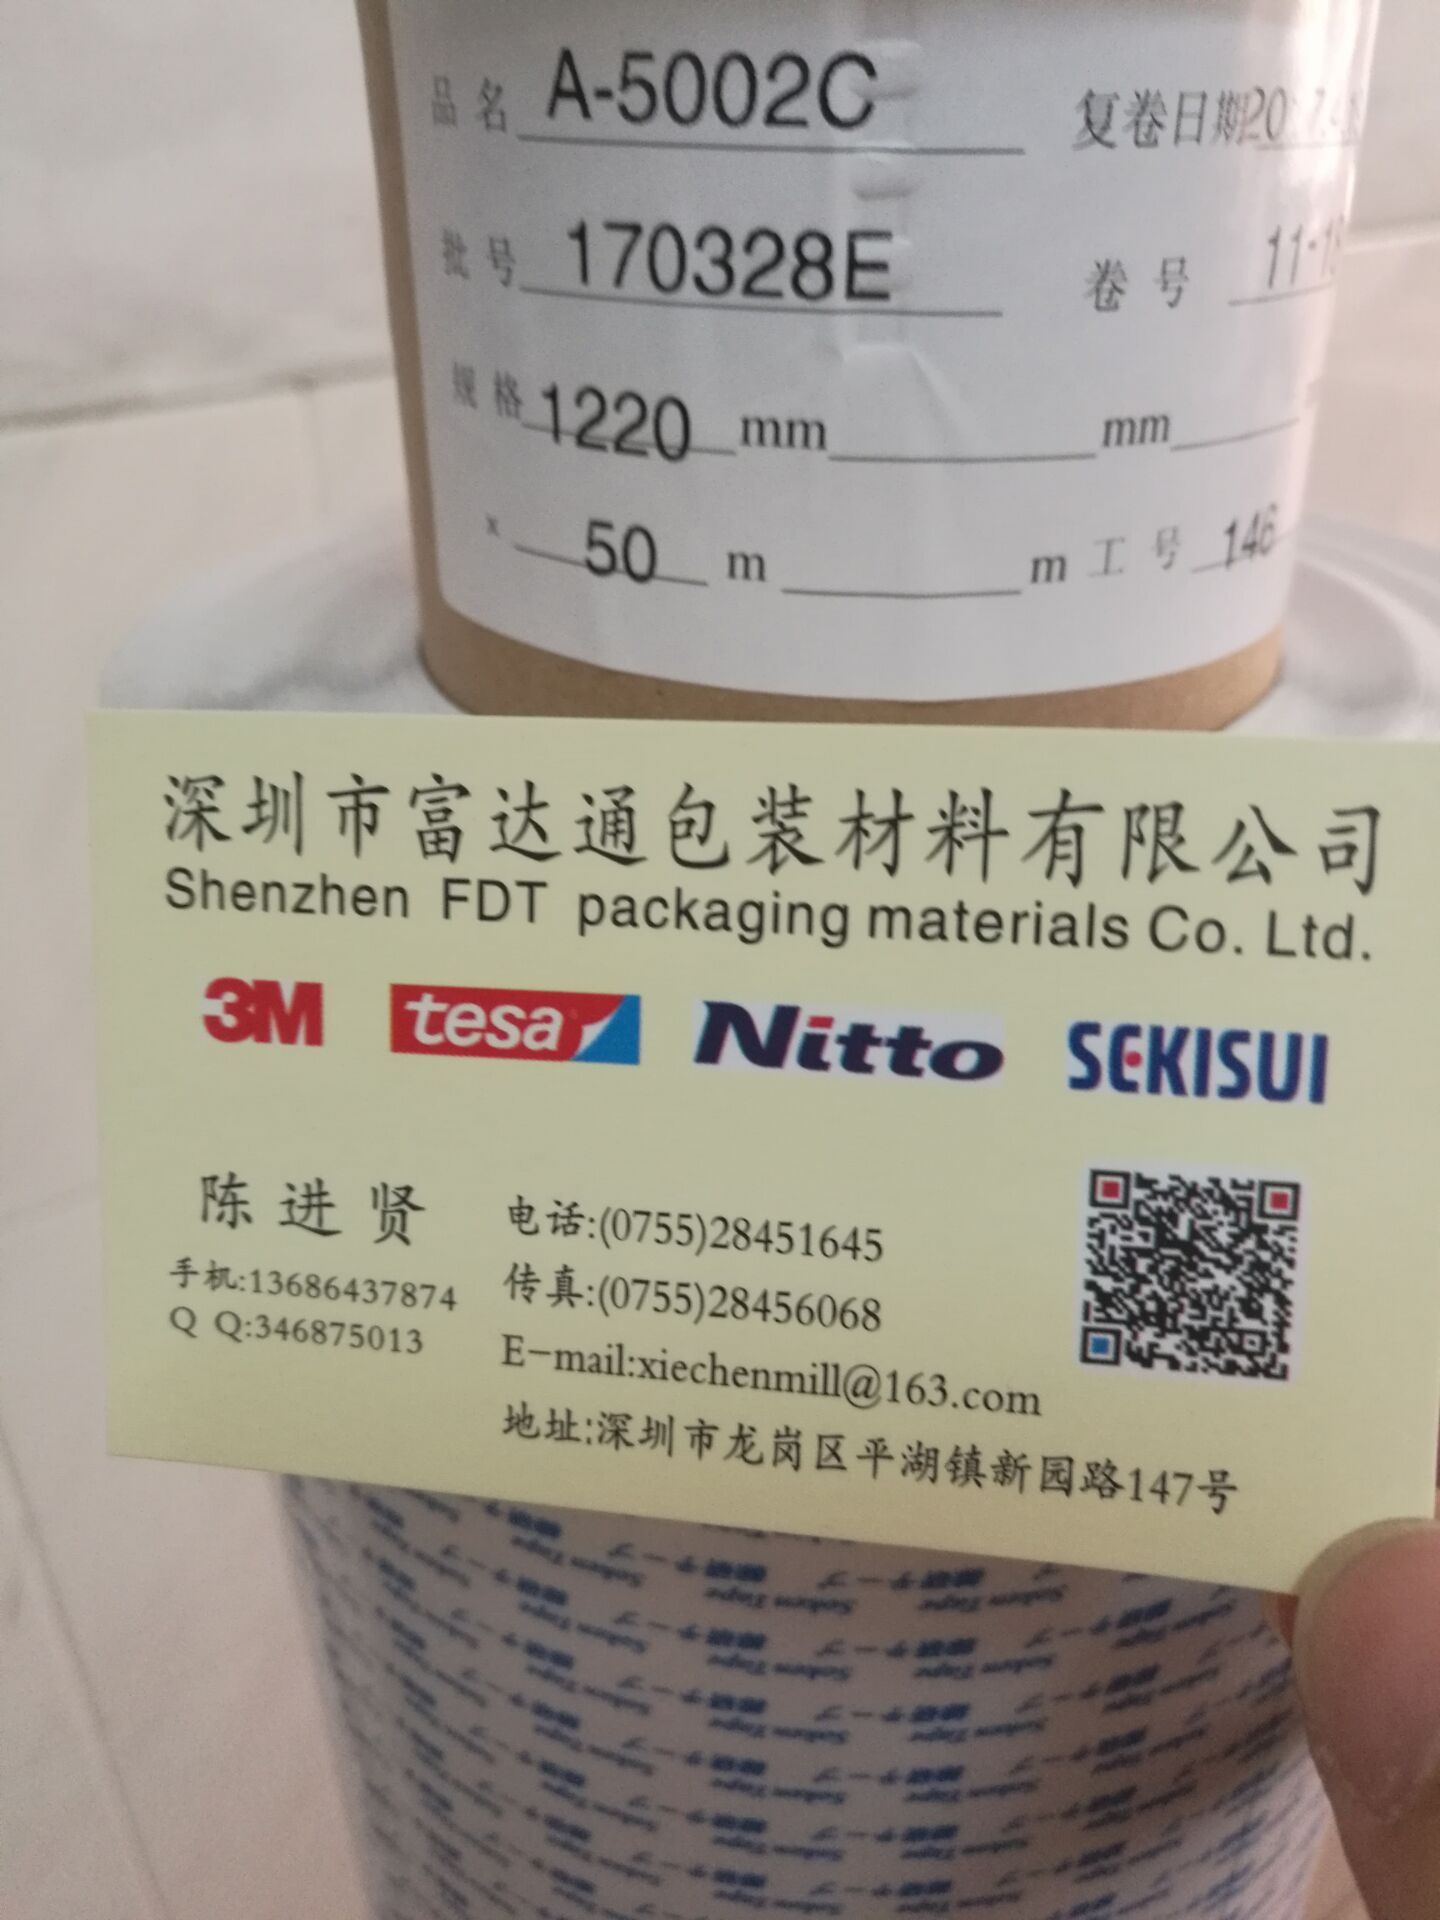 品名 A-5002C 复卷日期
批号 170328E 卷号
规格 1220 mm mm
x 50 m m 工号 146
深圳市富达通包装材料有限公司
Shenzhen FDT packaging materials Co. Ltd.
3M tesa Nitto SEKISUI
陈进贤
手机:13686437874
Q Q:346875013
电话:(0755)28451645
传真:(0755)28456068
E-mail:xiechenmill@163.com
地址:深圳市龙岗区平湖镇新园路147号